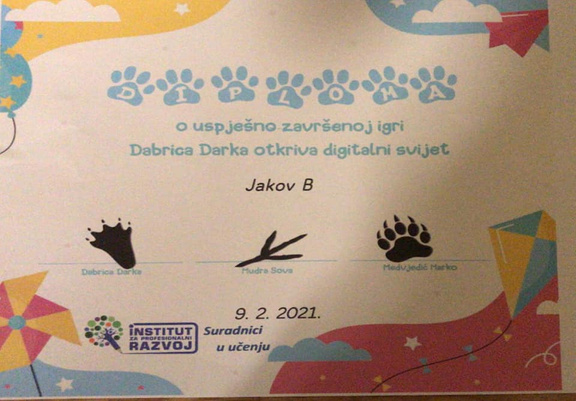 DIPLOMA
o uspješno završenoj igri
Dabrica Darka otkriva digitalni svijet
Jakov B
Dabrica Darka
Mudra Sova
Medvjedić Marko
9. 2. 2021.
INSTITUT
ZA PROFESIONALNI
RAZVOJ
Suradnici
u učenju